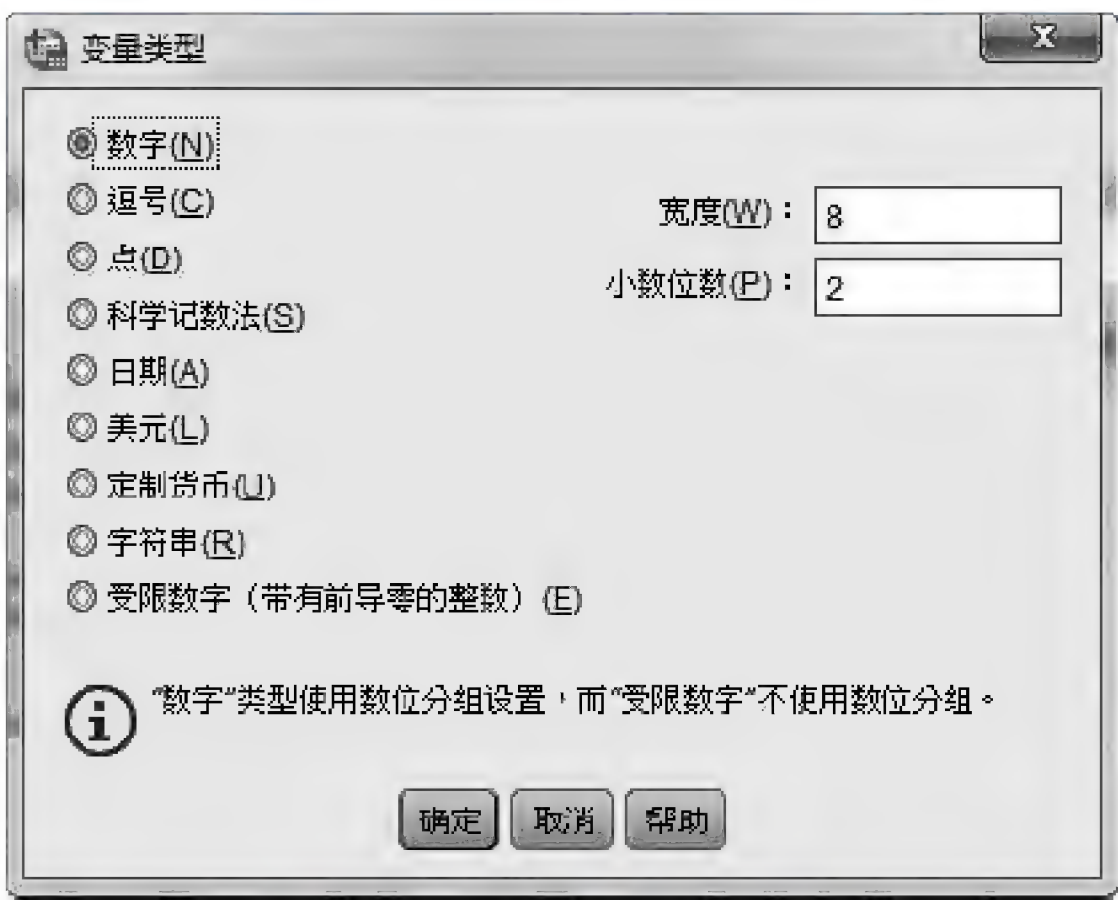 变量类型
数字(N)
逗号(C)
点(D)
科学记数法(S)
日期(A)
美元(L)
定制货币(U)
字符串(R)
受限数字（带有前导零的整数）(E)
宽度(W)：8
小数位数(P)：2
“数字”类型使用数位分组设置，而“受限数字”不使用数位分组。
确定 取消 帮助